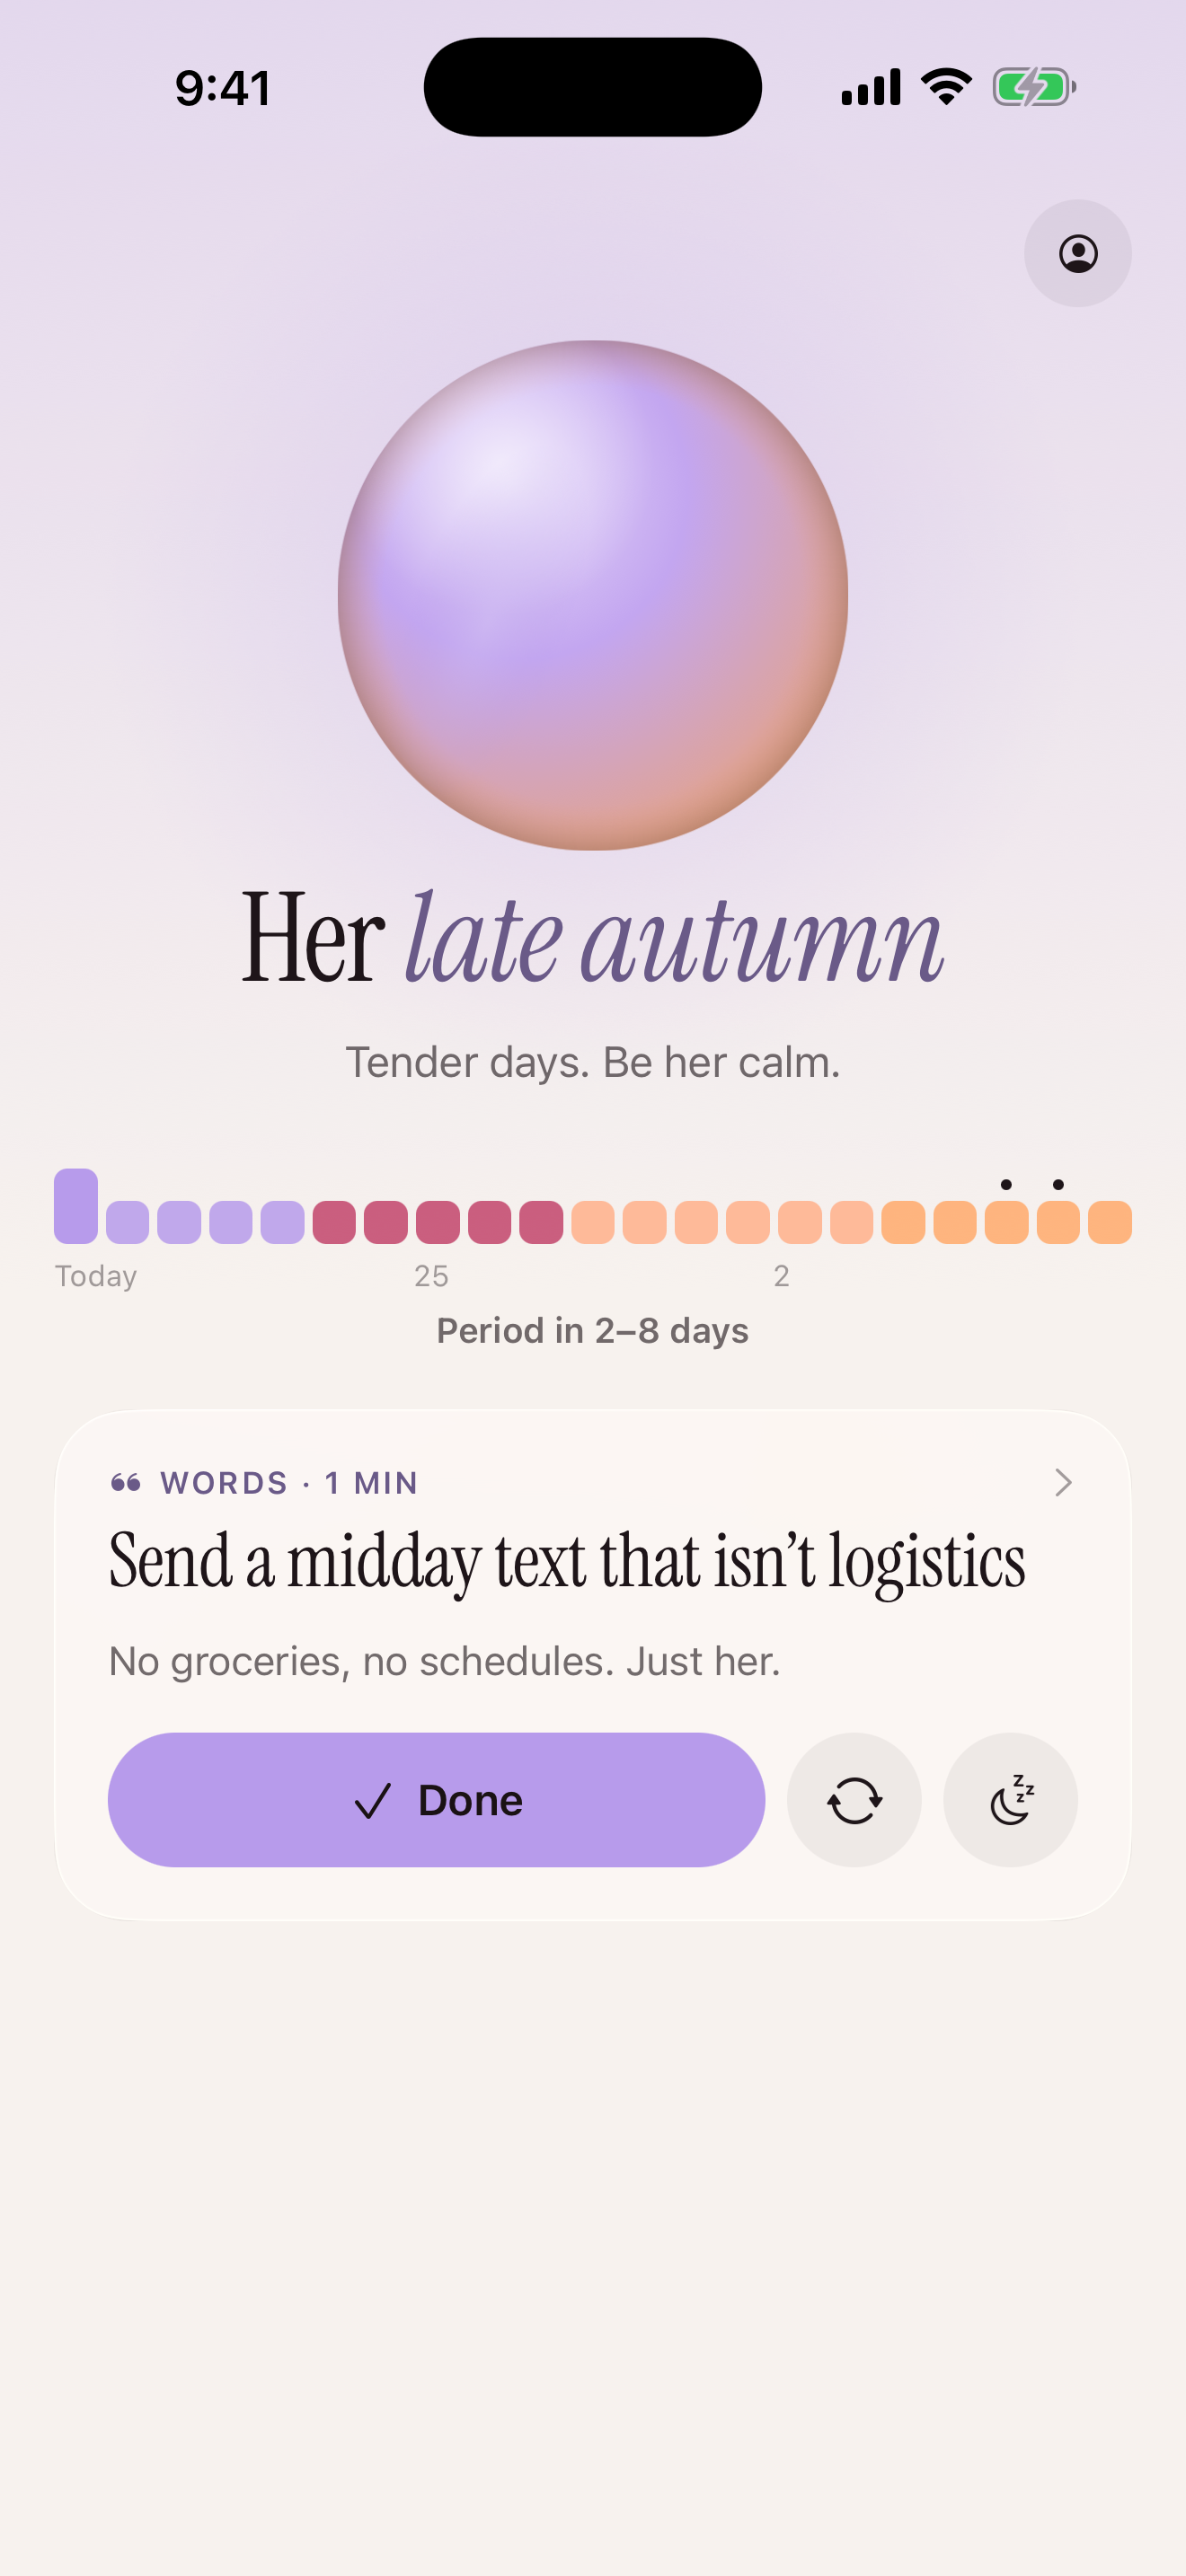 9:41
Her late autumn
Tender days. Be her calm.
Today 25 2
Period in 2–8 days
WORDS · 1 MIN
Send a midday text that isn’t logistics
No groceries, no schedules. Just her.
Done